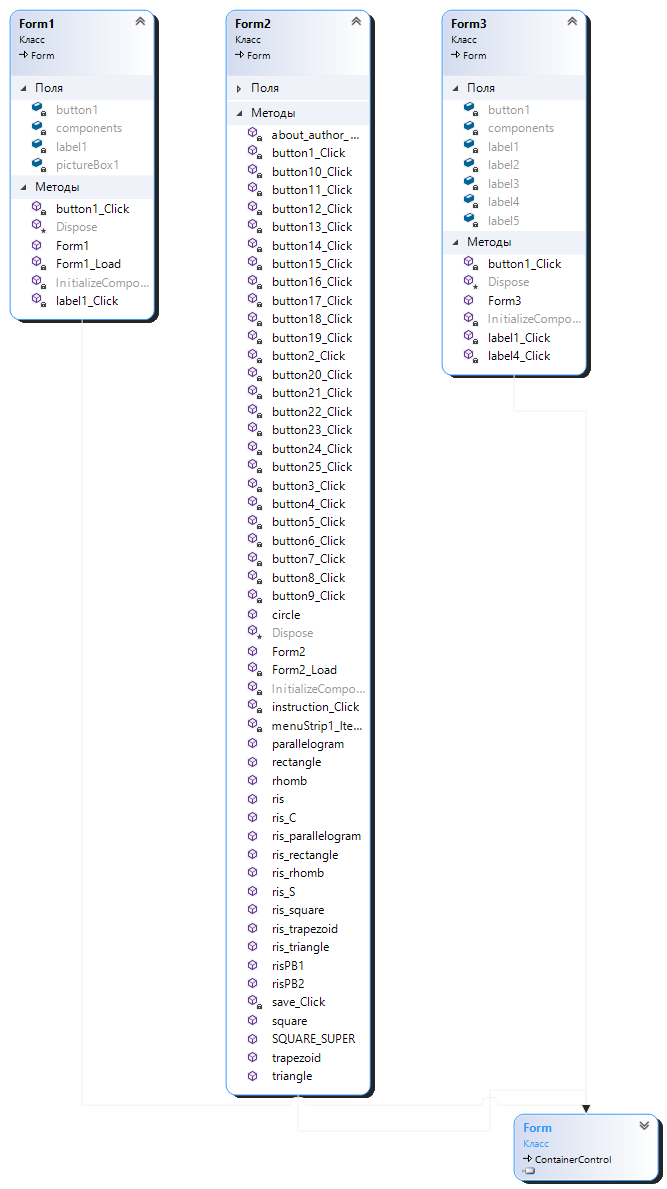 Form1
Класс
Form
Поля
button1
components
label1
pictureBox1
Методы
button1_Click
Dispose
Form1
Form1_Load
InitializeCompo...
label1_Click
Form2
Класс
Form
Поля
Методы
about_author_...
button1_Click
button10_Click
button11_Click
button12_Click
button13_Click
button14_Click
button15_Click
button16_Click
button17_Click
button18_Click
button19_Click
button2_Click
button20_Click
button21_Click
button22_Click
button23_Click
button24_Click
button25_Click
button3_Click
button4_Click
button5_Click
button6_Click
button7_Click
button8_Click
button9_Click
circle
Dispose
Form2
Form2_Load
InitializeCompo...
instruction_Click
menuStrip1_Ite...
parallelogram
rectangle
rhomb
ris
ris_C
ris_parallelogram
ris_rectangle
ris_rhomb
ris_S
ris_square
ris_trapezoid
ris_triangle
risPB1
risPB2
save_Click
square
SQUARE_SUPER
trapezoid
triangle
Form3
Класс
Form
Поля
button1
components
label1
label2
label3
label4
label5
Методы
button1_Click
Dispose
Form3
InitializeCompo...
label1_Click
label4_Click
Form
Класс
ContainerControl